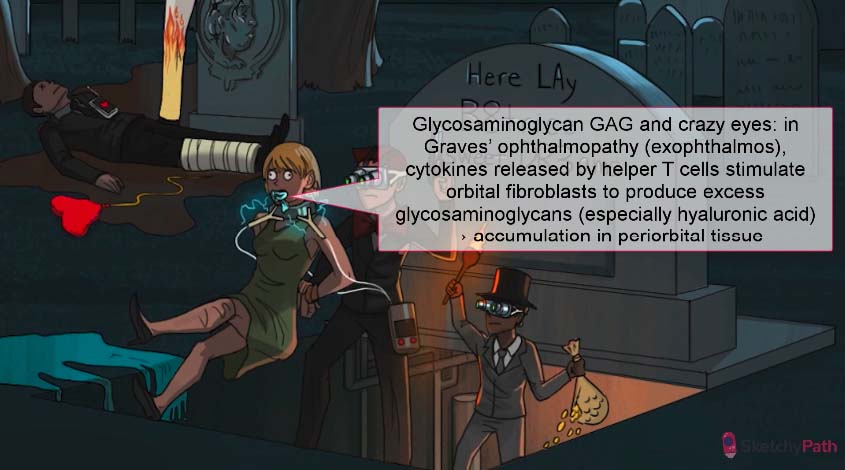 Here LAy
Glycosaminoglycan GAG and crazy eyes: in
Graves' ophthalmopathy (exophthalmos),
cytokines released by helper T cells stimulate
orbital fibroblasts to produce excess
glycosaminoglycans (especially hyaluronic acid)
→ accumulation in periorbital tissue
SketchyPath